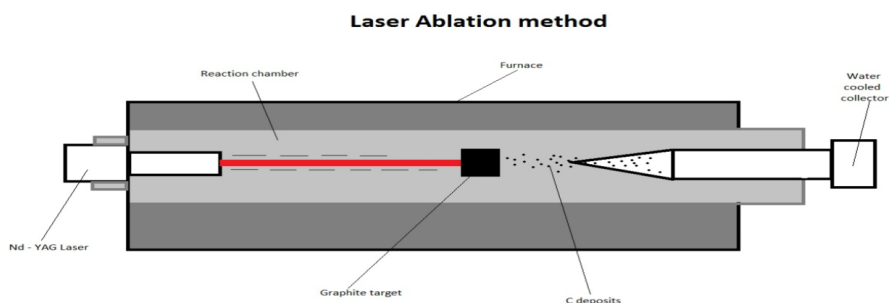 Laser Ablation method
Furnace
Reaction chamber
Water
cooled
collector
Nd - YAG Laser
Graphite target
C deposits